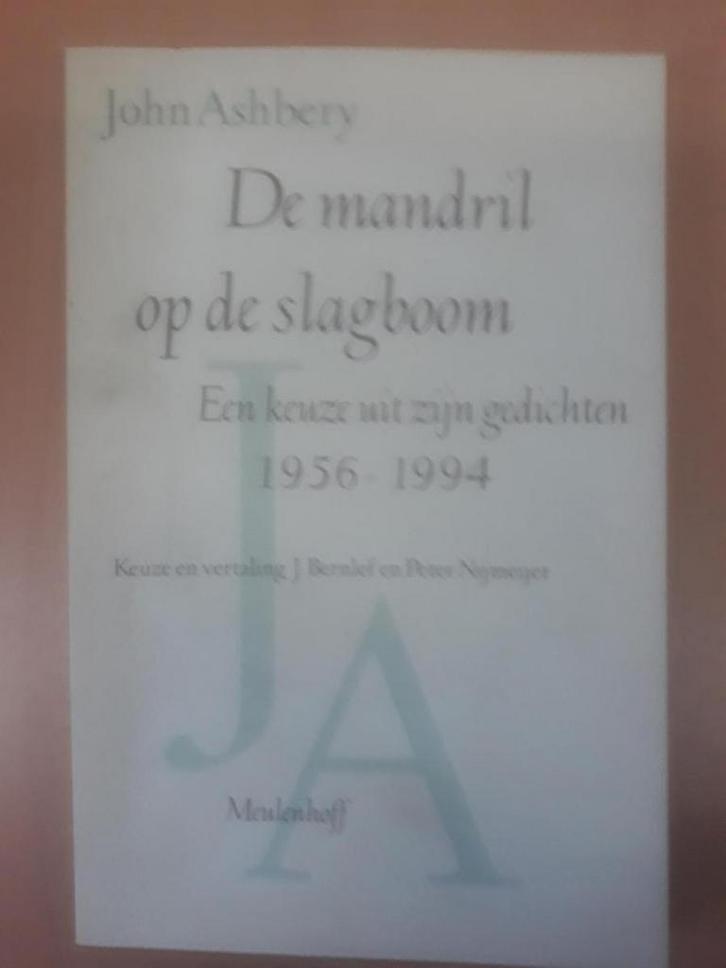 John Ashbery
De mandril
op de slagboom
Een keuze uit zijn gedichten
1956 - 1994
Keuze en vertaling J. Bernlef en Peter Nijmeijer
JA
Meulenhoff